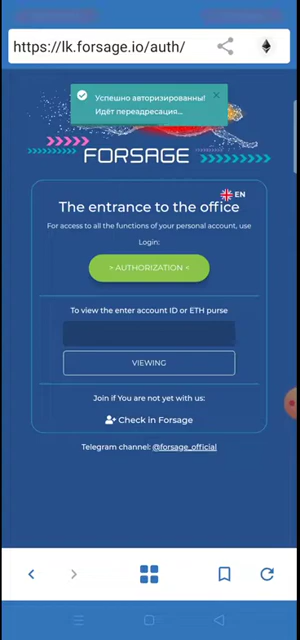 https://lk.forsage.io/auth/
Успешно авторизированны!
Идёт переадресация...
FORSAGE
EN
The entrance to the office
For access to all the functions of your personal account, use
Login:
> AUTHORIZATION <
To view the enter account ID or ETH purse
VIEWING
Join if You are not yet with us:
Check in Forsage
Telegram channel: @forsage_official